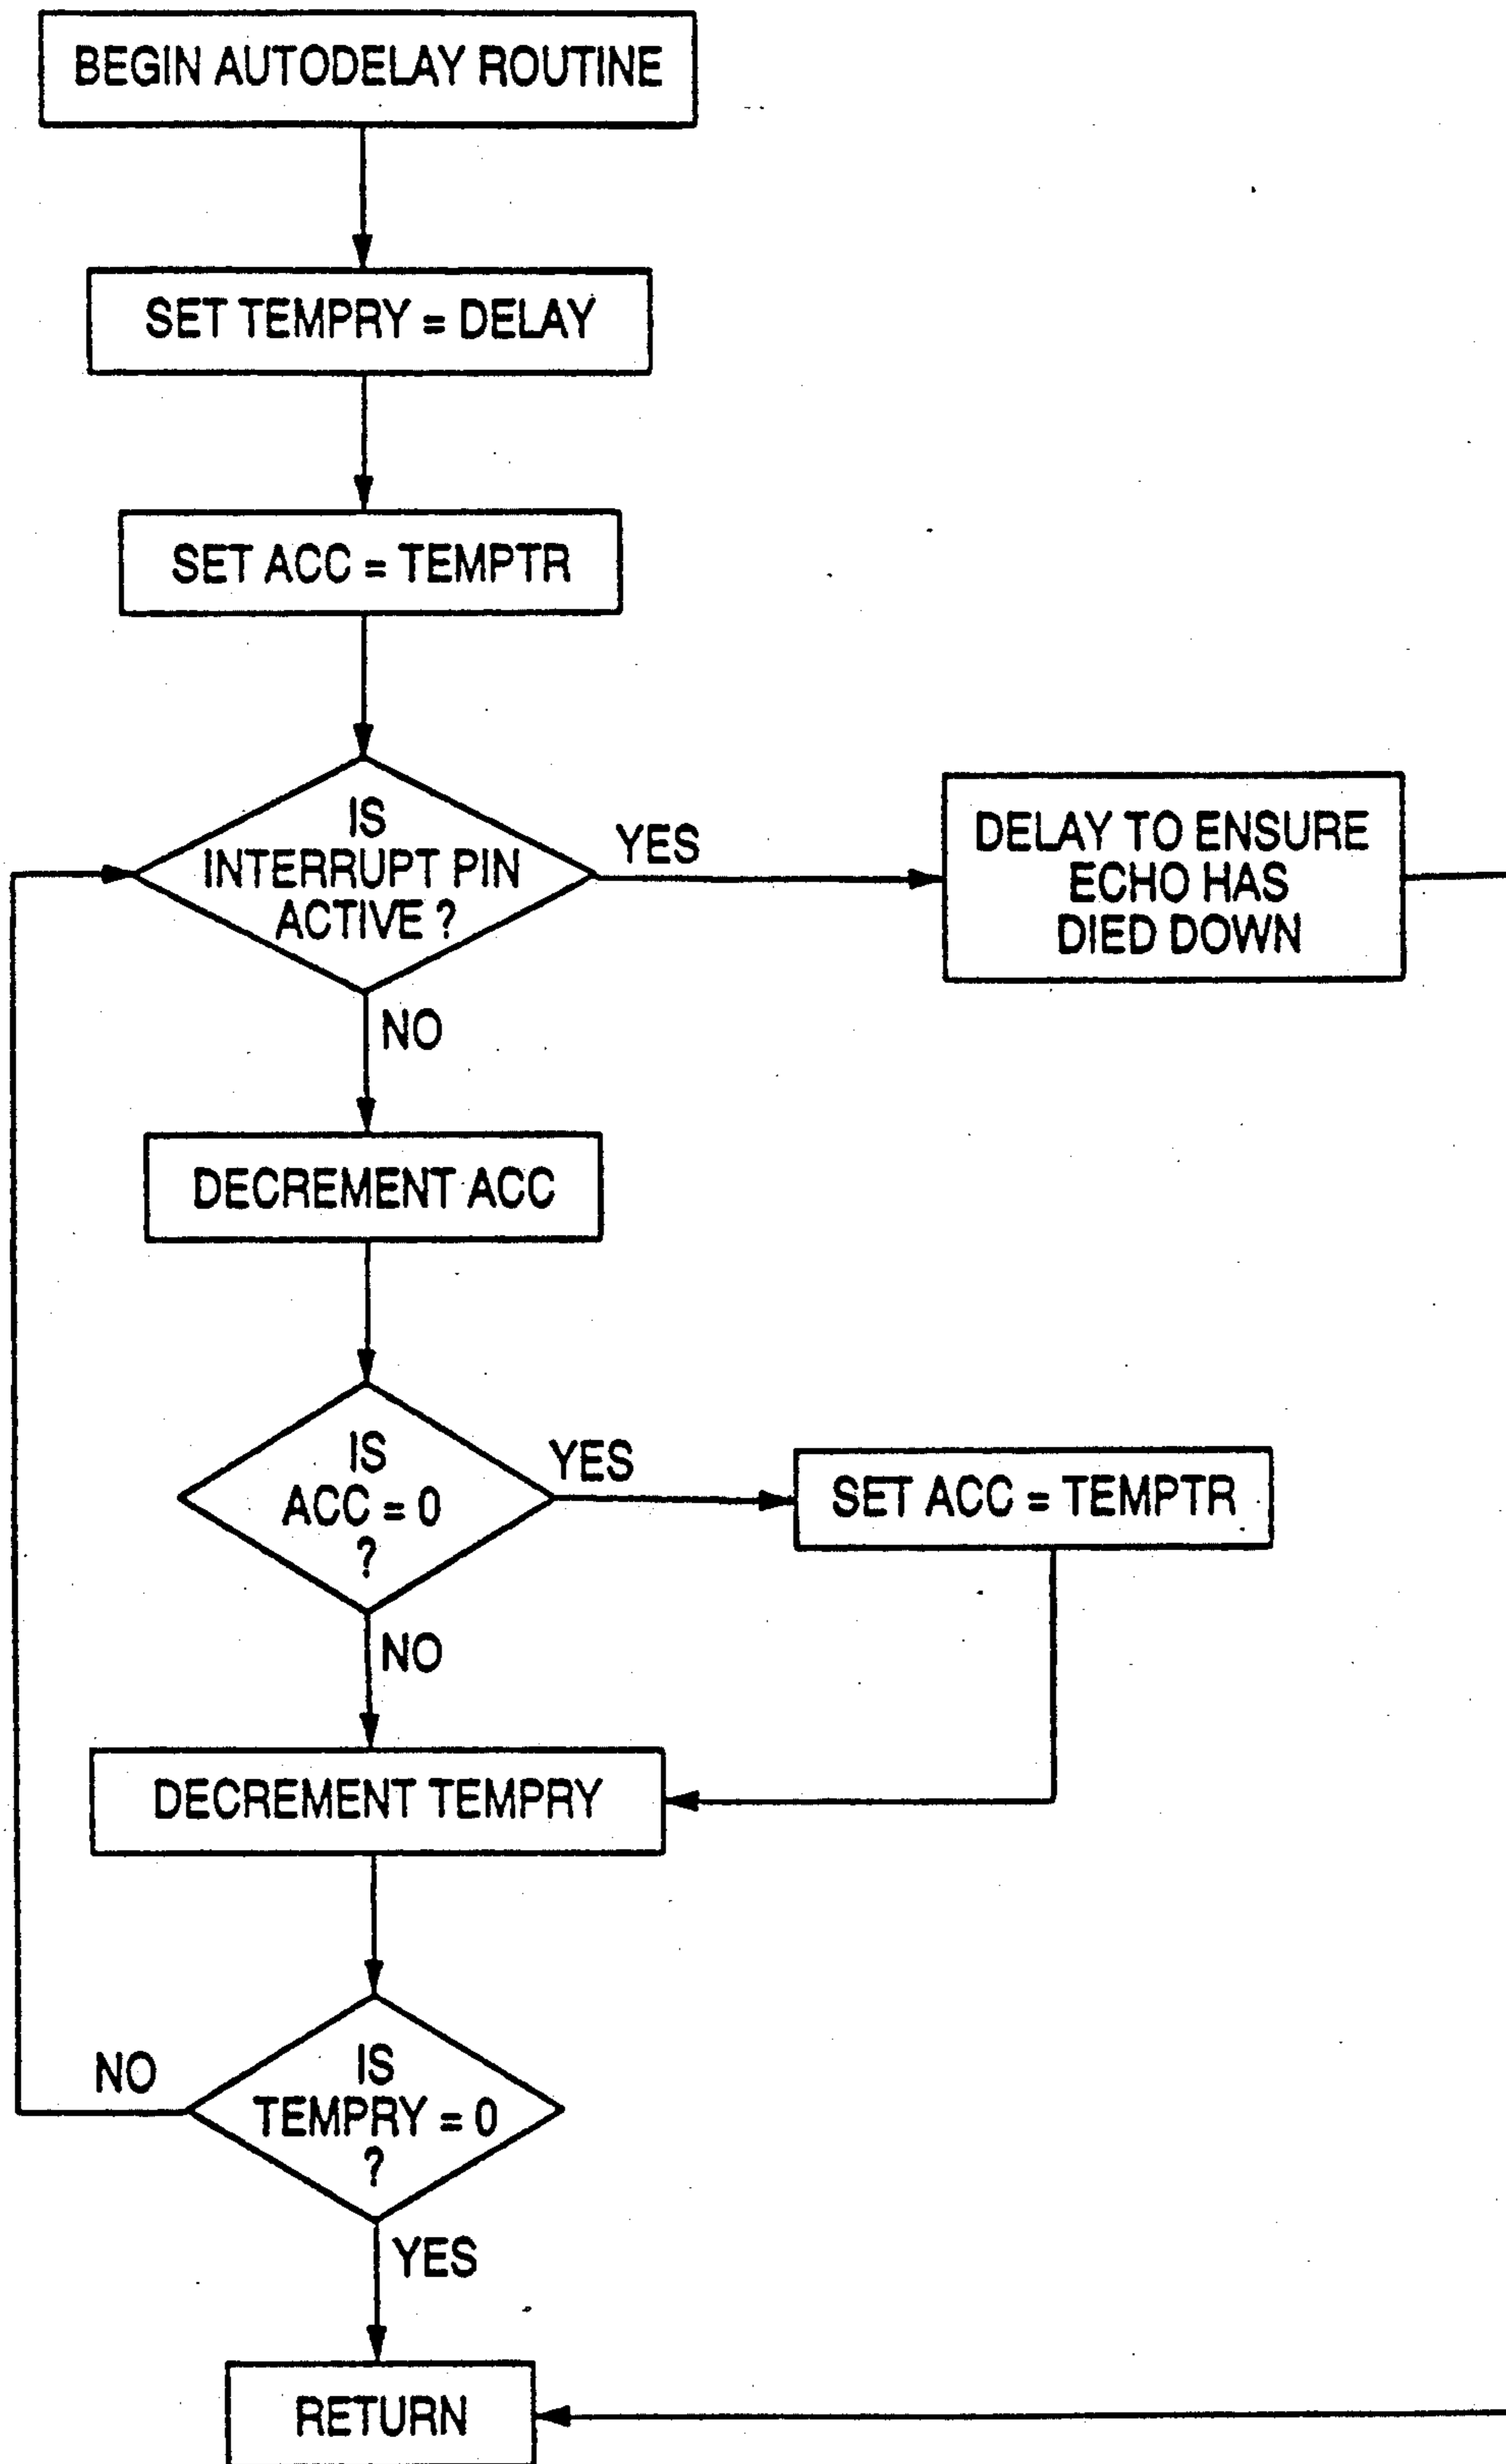 BEGIN AUTODELAY ROUTINE
SET TEMPRY = DELAY
SET ACC = TEMPTR
IS
INTERRUPT PIN
ACTIVE ?
YES
DELAY TO ENSURE
ECHO HAS
DIED DOWN
NO
DECREMENT ACC
IS
ACC = 0
?
YES
SET ACC = TEMPTR
NO
DECREMENT TEMPRY
NO
IS
TEMPRY = 0
?
YES
RETURN